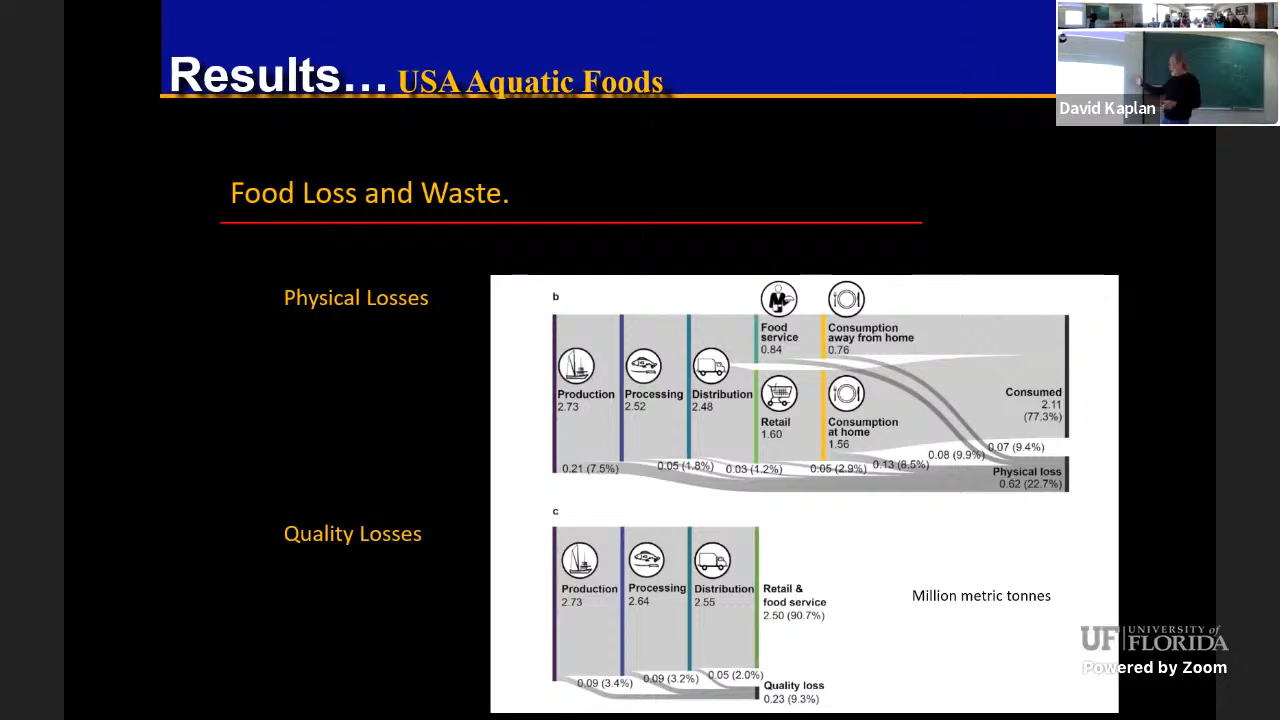 Results… USA Aquatic Foods
David Kaplan
Food Loss and Waste.
Physical Losses
b
Food
service
0.84
Consumption
away from home
0.76
Production
2.73
Processing
2.52
Distribution
2.48
Retail
1.60
Consumption
at home
1.56
Consumed
2.11
(77.3%)
0.21 (7.5%)
0.05 (1.8%)
0.03 (1.2%)
0.05 (2.9%)
0.13 (8.5%)
0.08 (9.9%)
0.07 (9.4%)
Physical loss
0.62 (22.7%)
Quality Losses
c
Production
2.73
Processing
2.64
Distribution
2.55
Retail &
food service
2.50 (90.7%)
0.09 (3.4%)
0.09 (3.2%)
0.05 (2.0%)
Quality loss
0.23 (9.3%)
Million metric tonnes
UF UNIVERSITY of
FLORIDA
Powered by Zoom